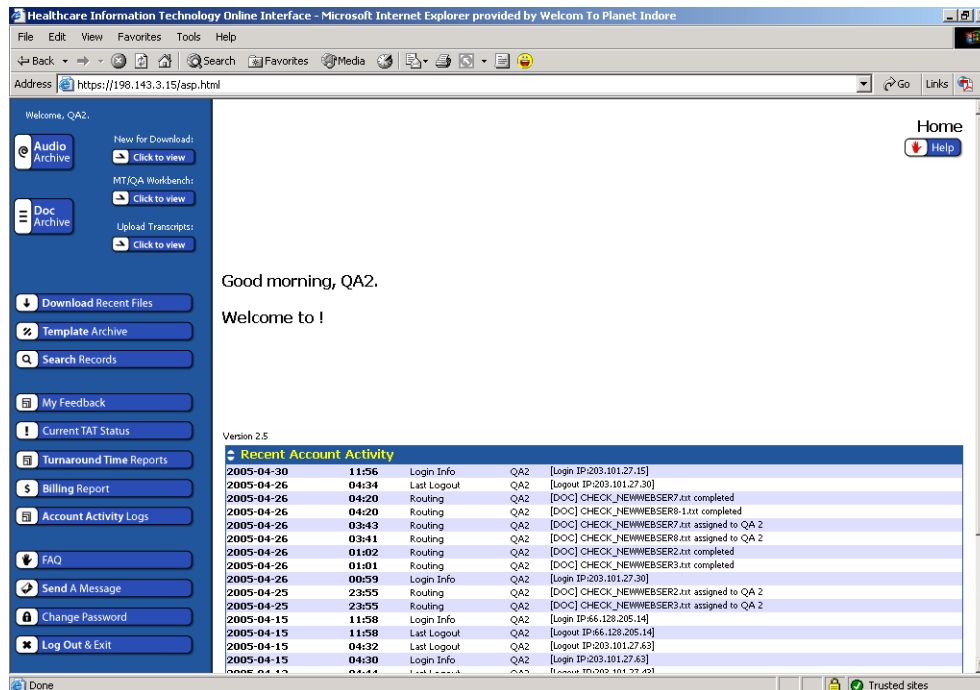 Healthcare Information Technology Online Interface - Microsoft Internet Explorer provided by Welcom To Planet Indore
File Edit View Favorites Tools Help
Back Search Favorites Media
Address https://198.143.3.15/asp.html Go Links
Welcome, QA2.
Audio Archive
New for Download:
Click to view
MT/QA Workbench:
Click to view
Doc Archive
Upload Transcripts:
Click to view
Download Recent Files
Template Archive
Search Records
My Feedback
Current TAT Status
Turnaround Time Reports
Billing Report
Account Activity Logs
FAQ
Send A Message
Change Password
Log Out & Exit
Home
Help
Good morning, QA2.
Welcome to !
Version 2.5
Recent Account Activity
2005-04-30 11:56 Login Info QA2 [Login IP:203.101.27.15]
2005-04-26 04:34 Last Logout QA2 [Logout IP:203.101.27.30]
2005-04-26 04:20 Routing QA2 [DOC] CHECK_NEWWEBSER7.txt completed
2005-04-26 04:20 Routing QA2 [DOC] CHECK_NEWWEBSER8-1.txt completed
2005-04-26 03:43 Routing QA2 [DOC] CHECK_NEWWEBSER7.txt assigned to QA 2
2005-04-26 03:41 Routing QA2 [DOC] CHECK_NEWWEBSER8.txt assigned to QA 2
2005-04-26 01:02 Routing QA2 [DOC] CHECK_NEWWEBSER2.txt completed
2005-04-26 01:01 Routing QA2 [DOC] CHECK_NEWWEBSER3.txt completed
2005-04-26 00:59 Login Info QA2 [Login IP:203.101.27.30]
2005-04-25 23:55 Routing QA2 [DOC] CHECK_NEWWEBSER2.txt assigned to QA 2
2005-04-25 23:55 Routing QA2 [DOC] CHECK_NEWWEBSER3.txt assigned to QA 2
2005-04-15 11:58 Login Info QA2 [Login IP:66.128.205.14]
2005-04-15 11:58 Last Logout QA2 [Logout IP:66.128.205.14]
2005-04-15 04:32 Last Logout QA2 [Logout IP:203.101.27.63]
2005-04-15 04:30 Login Info QA2 [Login IP:203.101.27.63]
Done Trusted sites